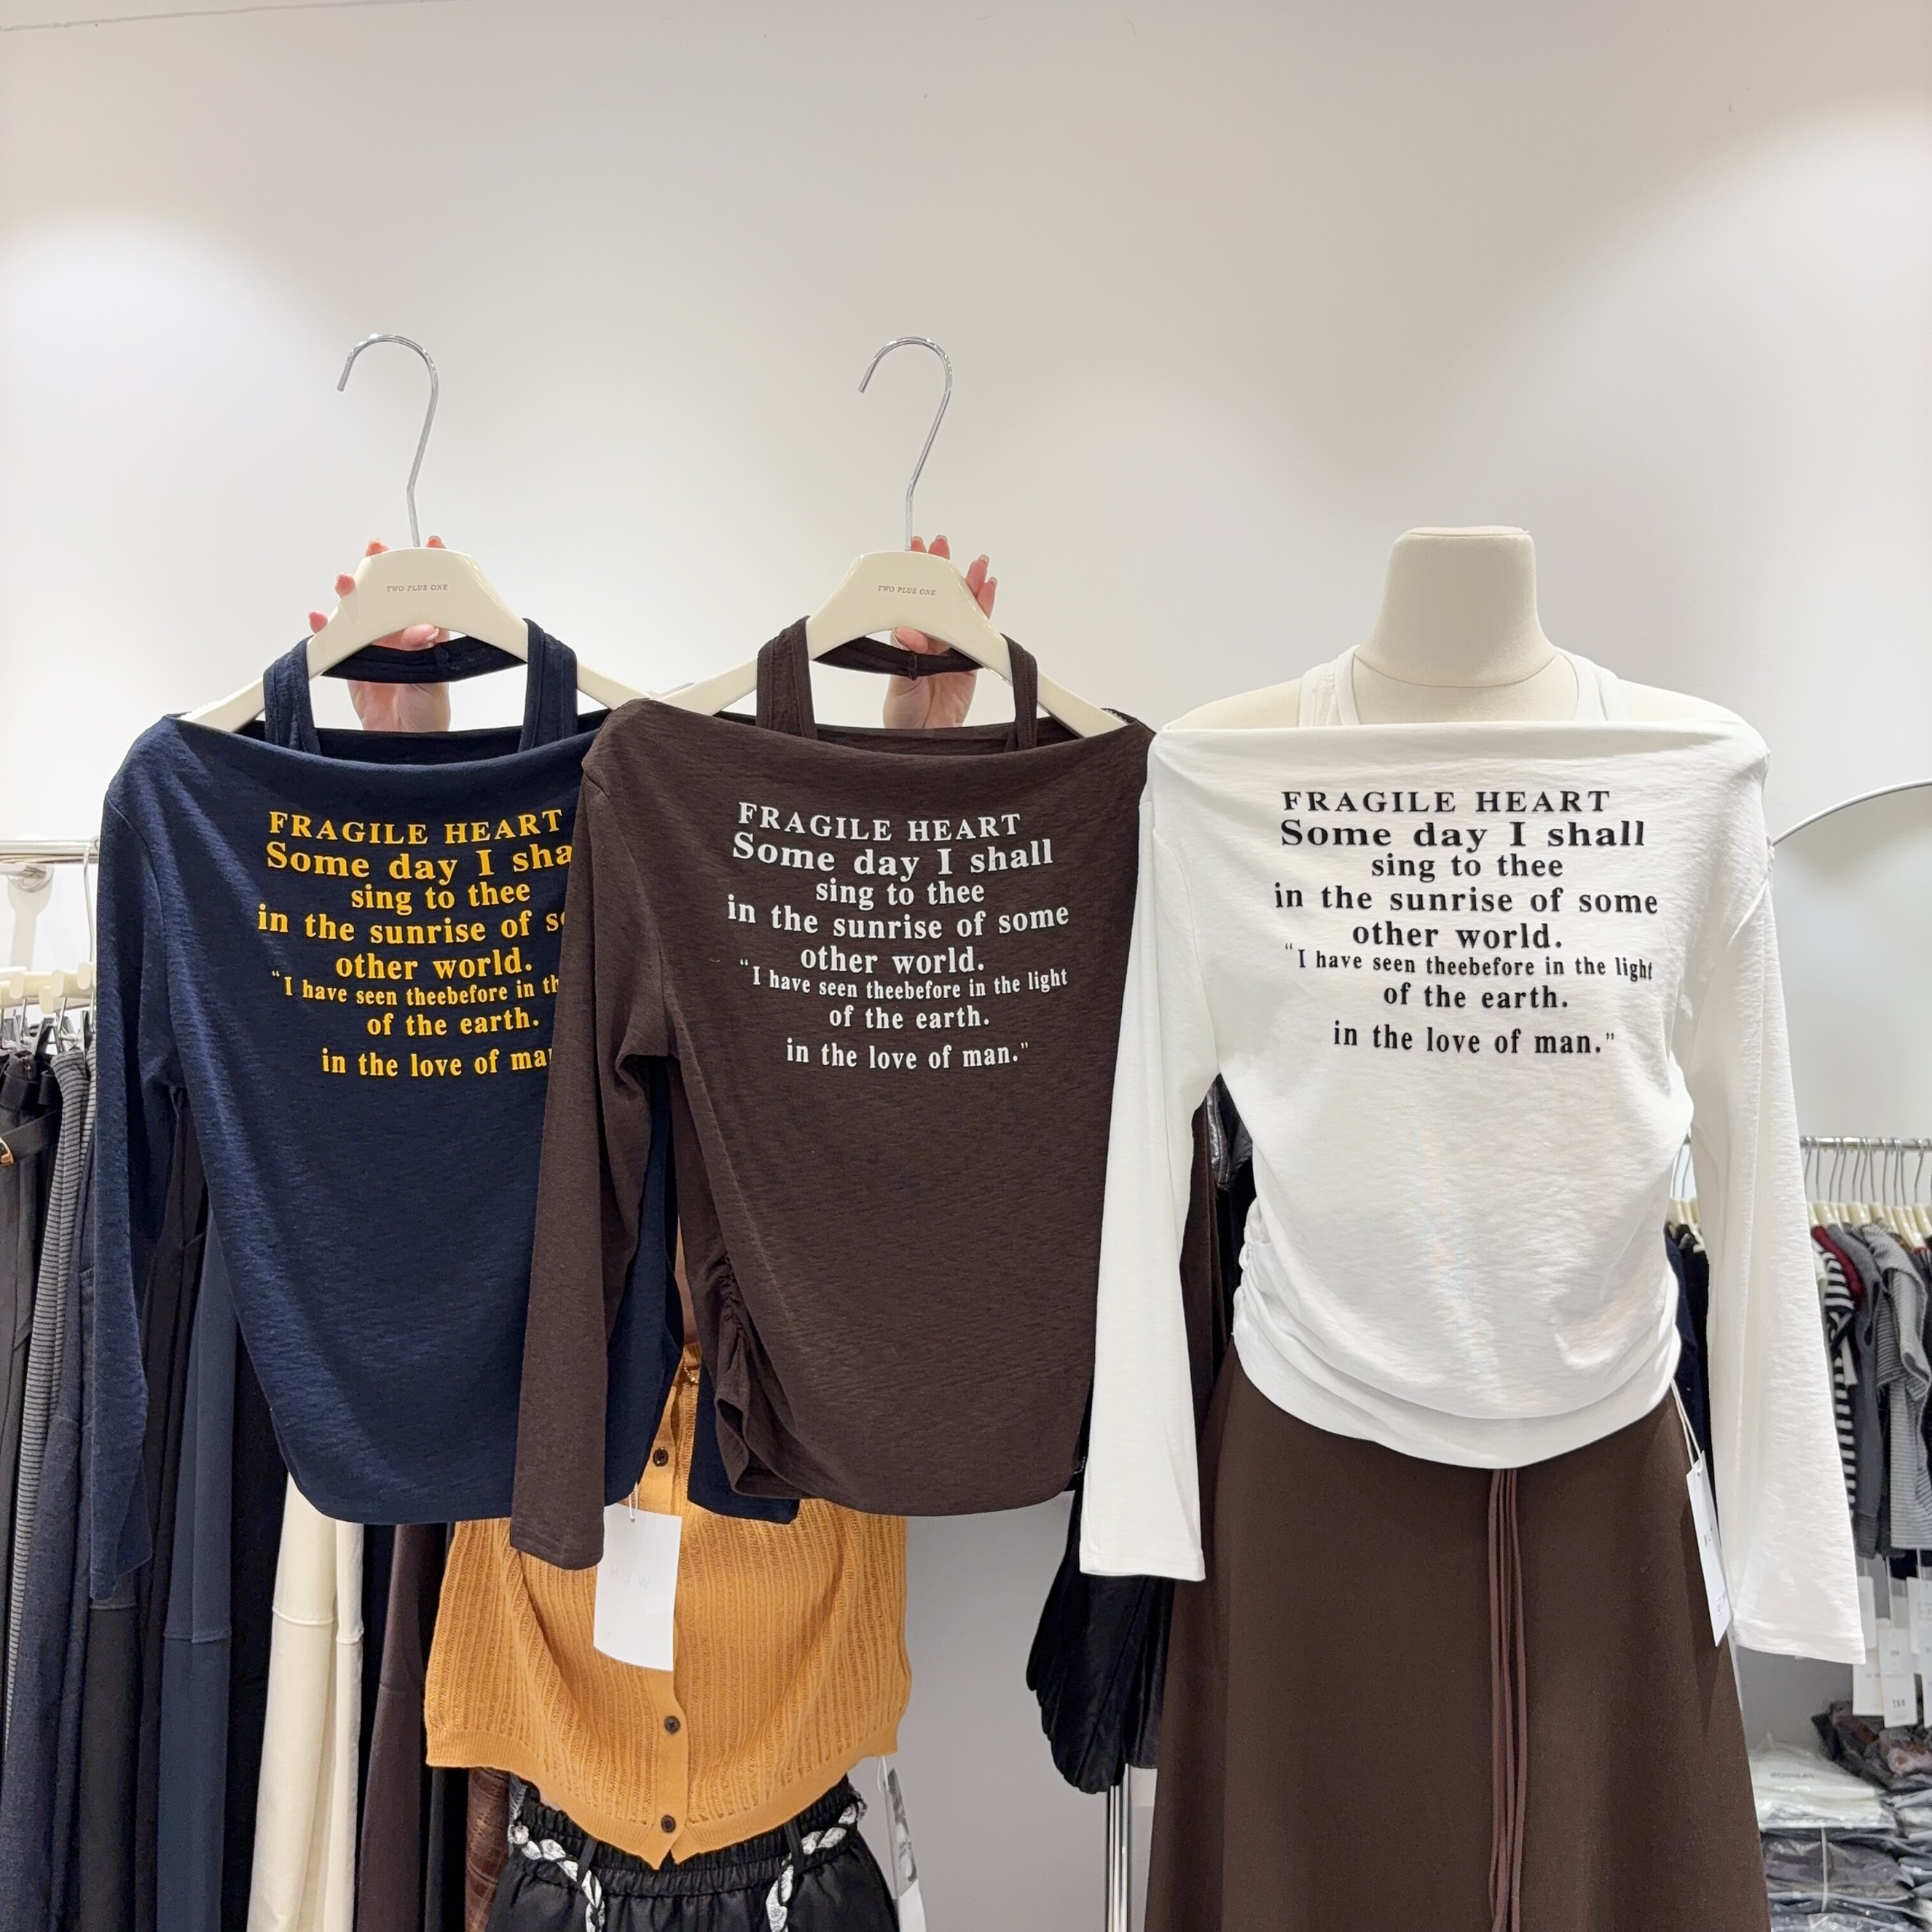 TWO PLUS ONE
TWO PLUS ONE
FRAGILE HEART
Some day I sha
sing to thee
in the sunrise of so
other world.
"I have seen theebefore in th
of the earth.
in the love of ma
FRAGILE HEART
Some day I shall
sing to thee
in the sunrise of some
other world.
"I have seen theebefore in the light
of the earth.
in the love of man."
FRAGILE HEART
Some day I shall
sing to thee
in the sunrise of some
other world.
"I have seen theebefore in the light
of the earth.
in the love of man."